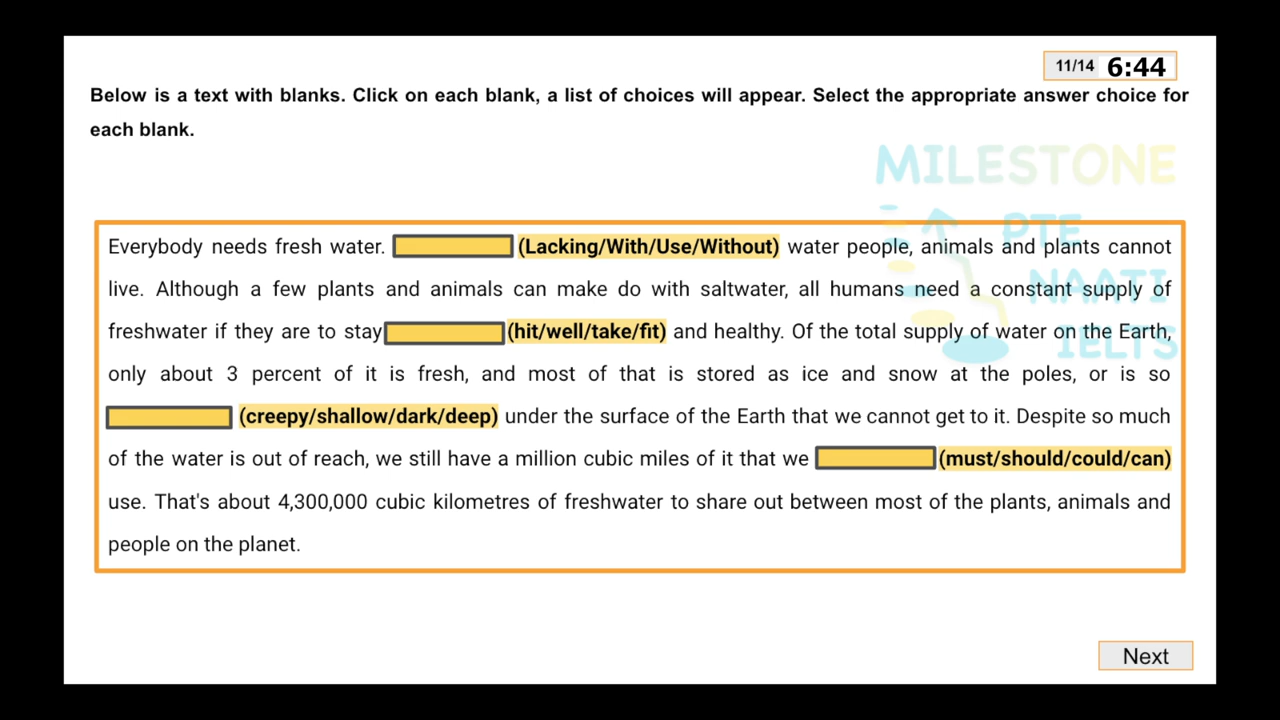 11/14 6:44
Below is a text with blanks. Click on each blank, a list of choices will appear. Select the appropriate answer choice for
each blank.
MILESTONE
PTE
NAATI
IELTS
Everybody needs fresh water. (Lacking/With/Use/Without) water people, animals and plants cannot
live. Although a few plants and animals can make do with saltwater, all humans need a constant supply of
freshwater if they are to stay (hit/well/take/fit) and healthy. Of the total supply of water on the Earth,
only about 3 percent of it is fresh, and most of that is stored as ice and snow at the poles, or is so
(creepy/shallow/dark/deep) under the surface of the Earth that we cannot get to it. Despite so much
of the water is out of reach, we still have a million cubic miles of it that we (must/should/could/can)
use. That's about 4,300,000 cubic kilometres of freshwater to share out between most of the plants, animals and
people on the planet.
Next